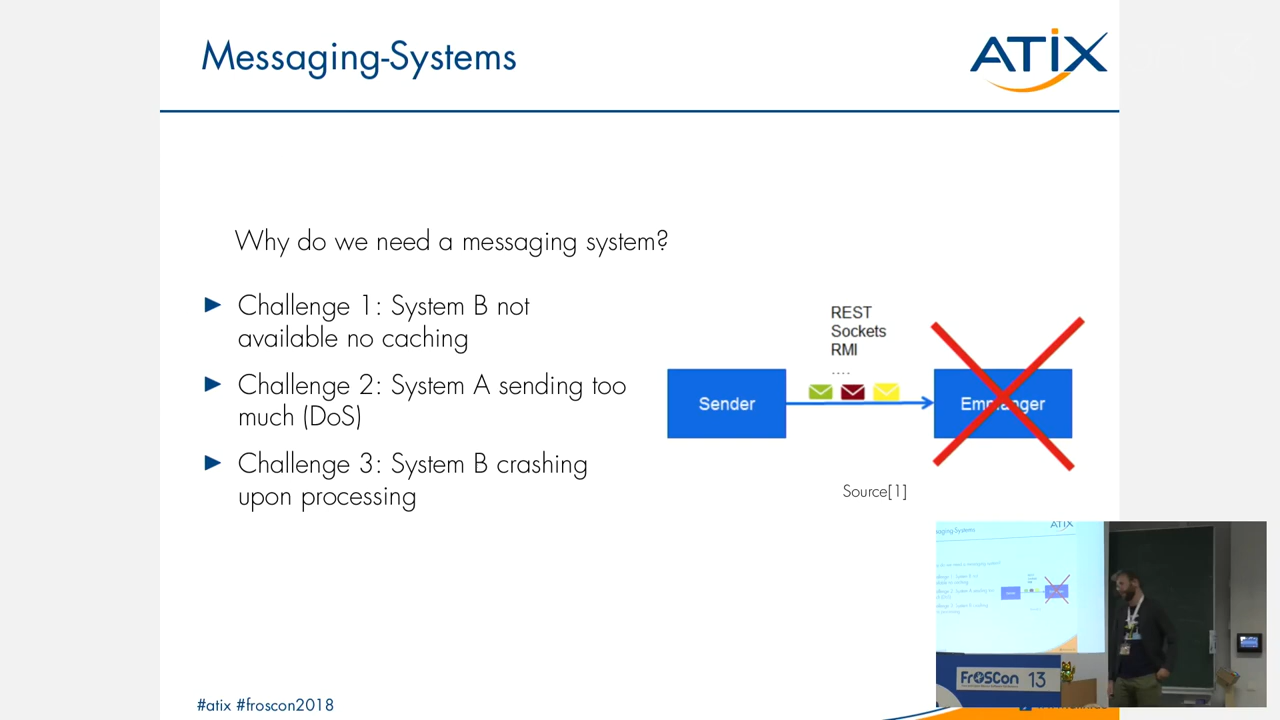 Messaging-Systems
ATIX
Why do we need a messaging system?
Challenge 1: System B not
available no caching
Challenge 2: System A sending too
much (DoS)
Challenge 3: System B crashing
upon processing
REST
Sockets
RMI
....
Sender
Source[1]
ATIX
FrOSCon 13
#atix #froscon2018